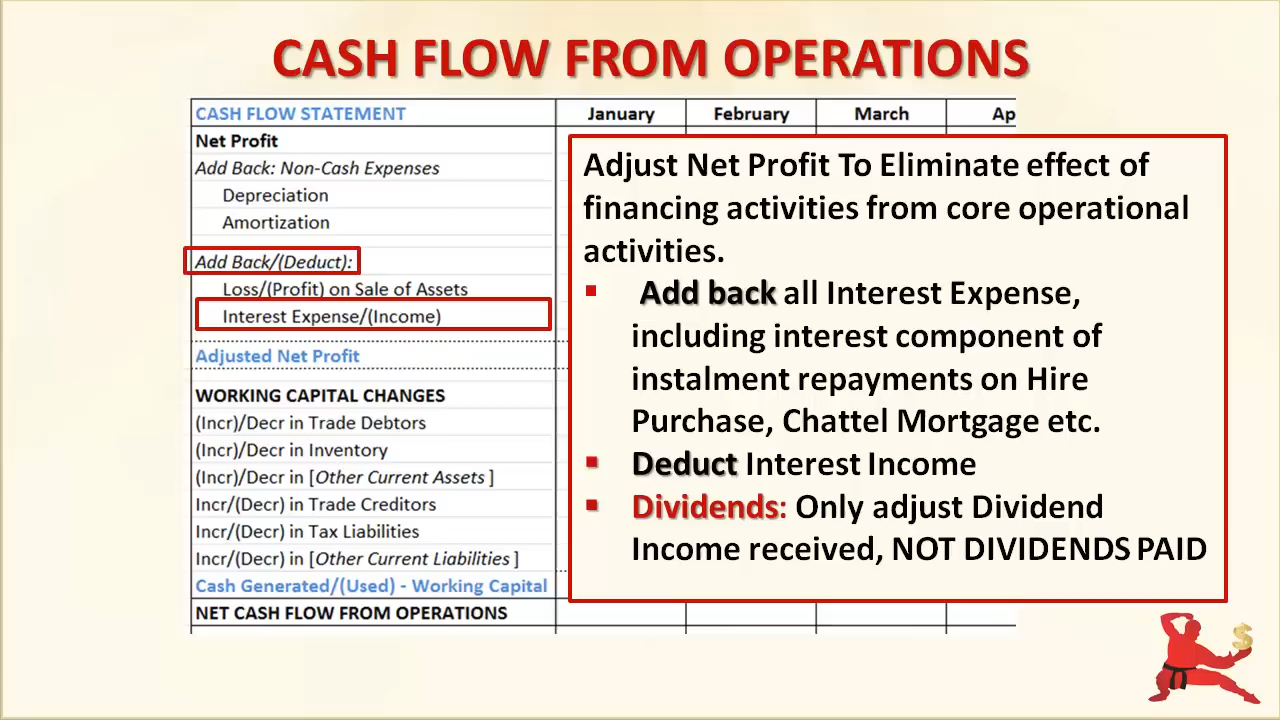 CASH FLOW FROM OPERATIONS
CASH FLOW STATEMENT January February March Ap
Net Profit
Add Back: Non-Cash Expenses
Depreciation
Amortization
Add Back/(Deduct):
Loss/(Profit) on Sale of Assets
Interest Expense/(Income)
Adjusted Net Profit
WORKING CAPITAL CHANGES
(Incr)/Decr in Trade Debtors
(Incr)/Decr in Inventory
(Incr)/Decr in [Other Current Assets ]
Incr/(Decr) in Trade Creditors
Incr/(Decr) in Tax Liabilities
Incr/(Decr) in [Other Current Liabilities ]
Cash Generated/(Used) - Working Capital
NET CASH FLOW FROM OPERATIONS
Adjust Net Profit To Eliminate effect of
financing activities from core operational
activities.
▪ Add back all Interest Expense,
including interest component of
instalment repayments on Hire
Purchase, Chattel Mortgage etc.
▪ Deduct Interest Income
▪ Dividends: Only adjust Dividend
Income received, NOT DIVIDENDS PAID
$